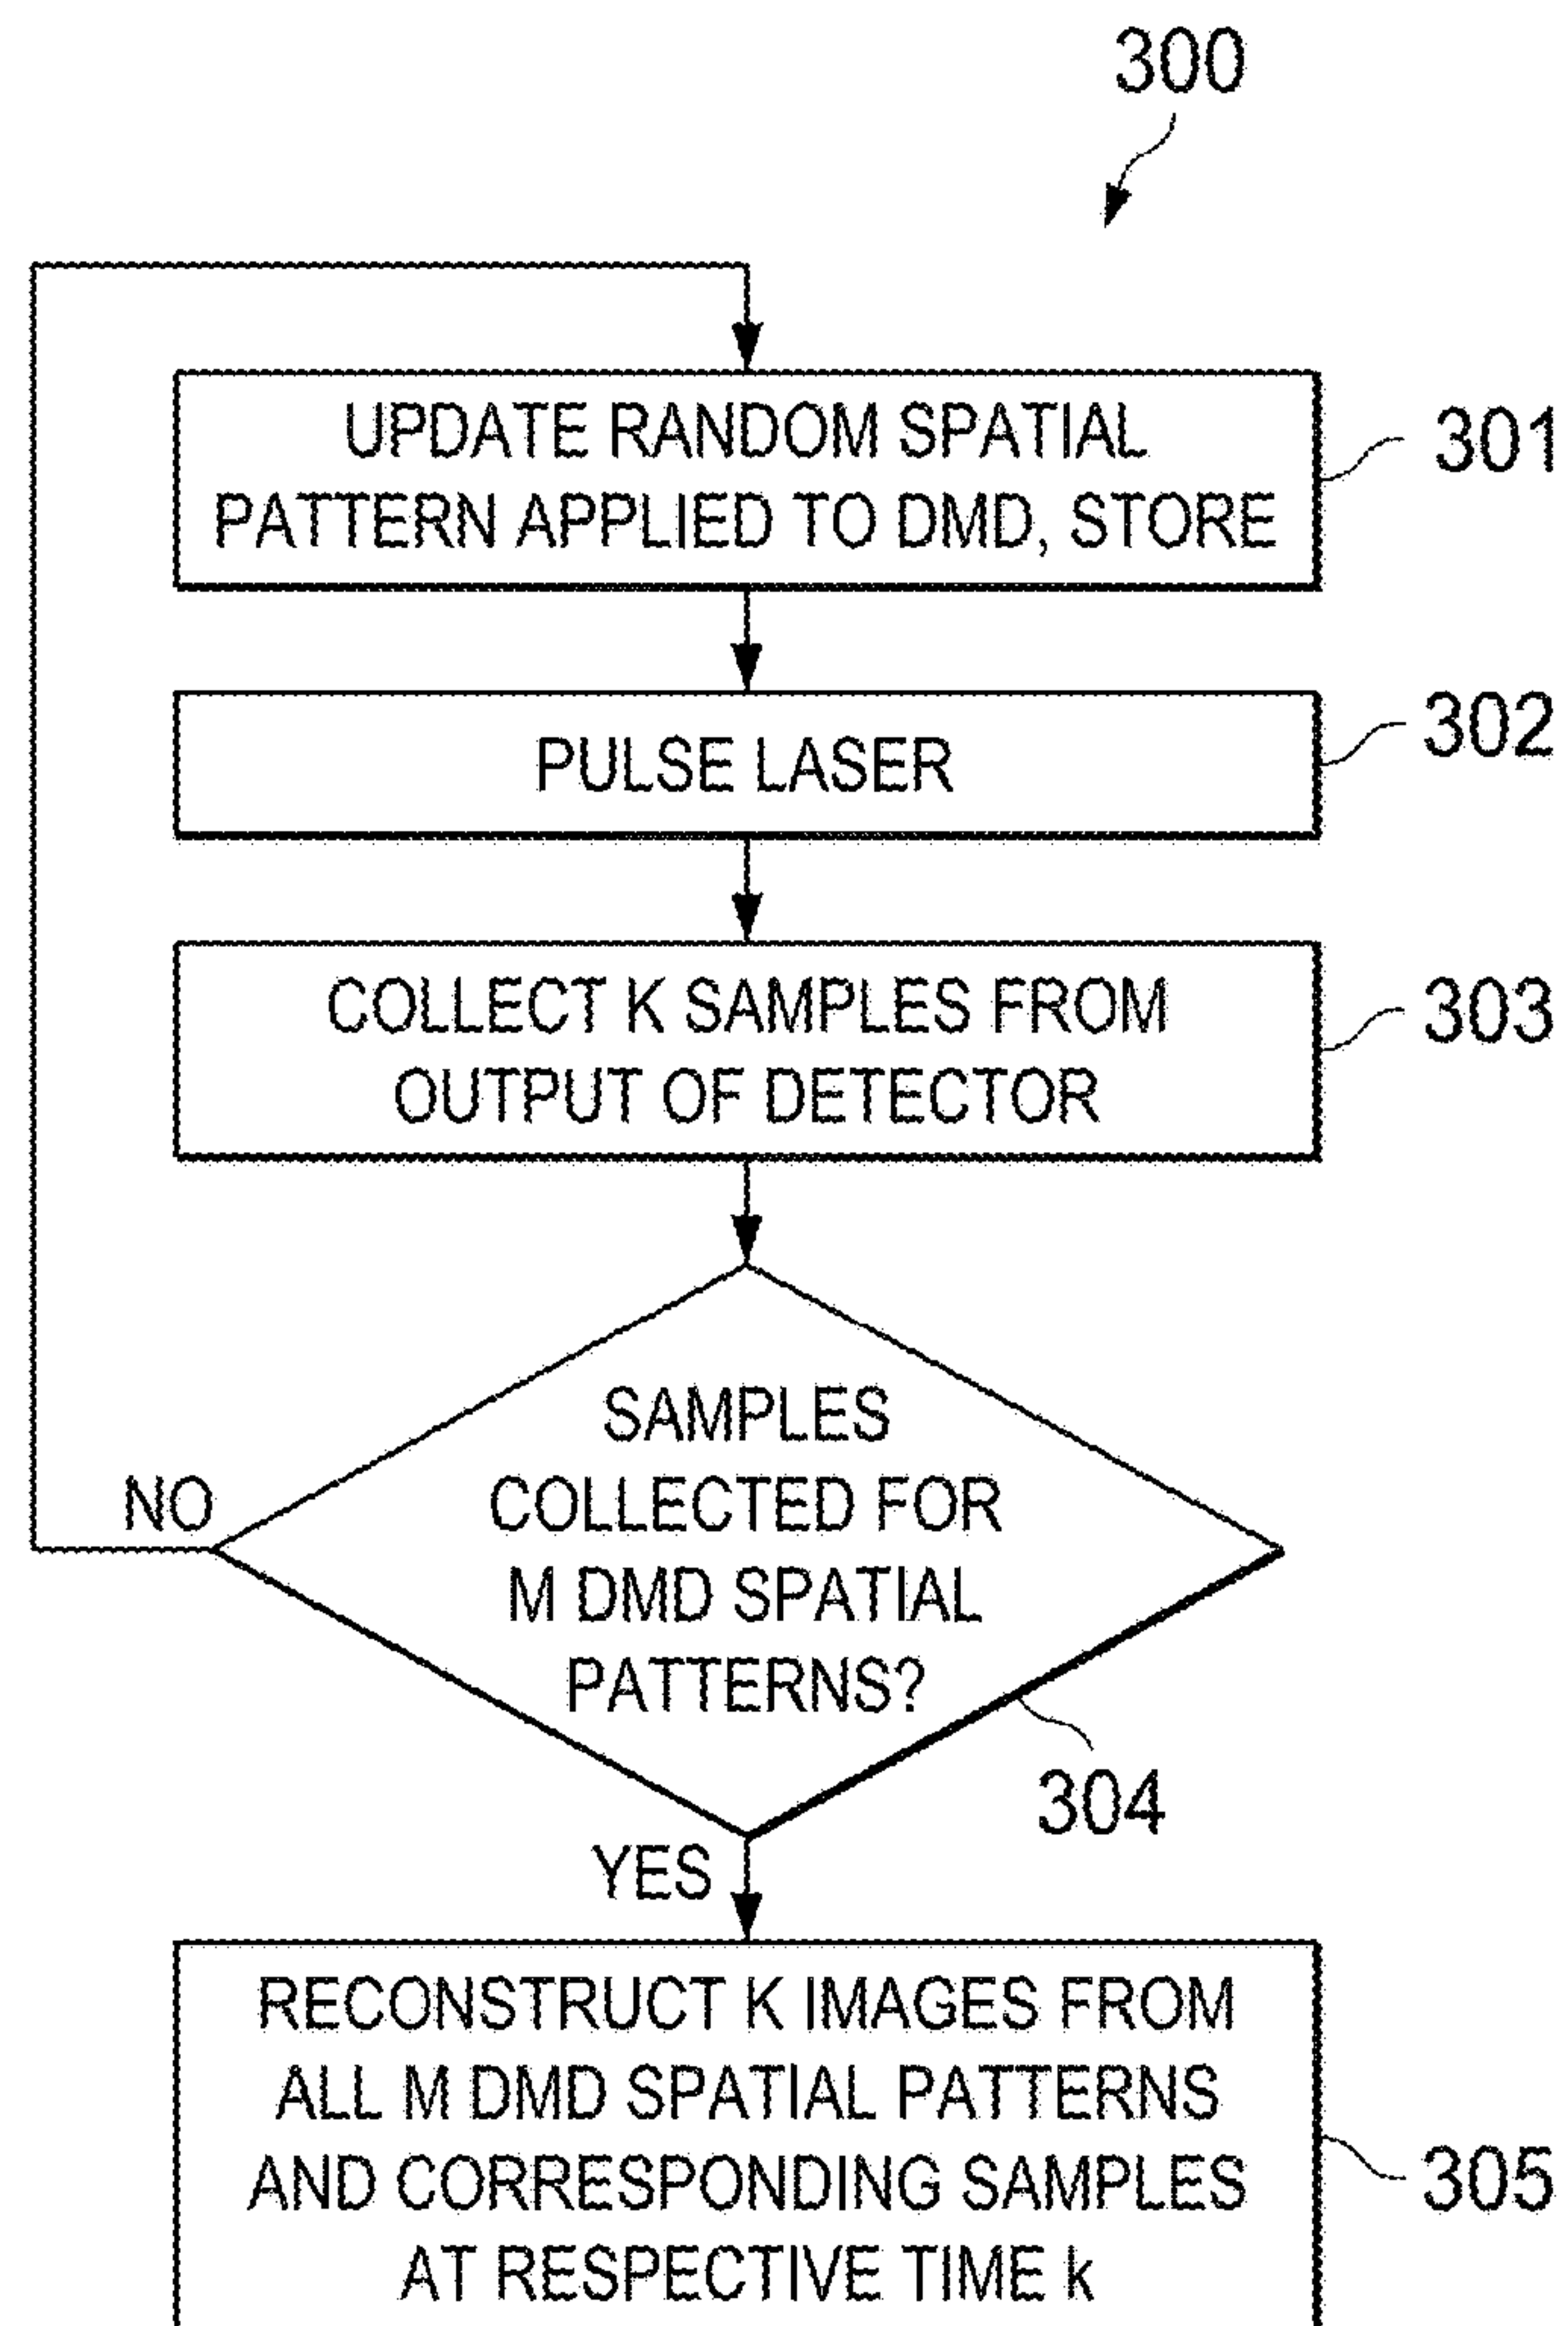 300
UPDATE RANDOM SPATIAL
PATTERN APPLIED TO DMD, STORE
301
PULSE LASER
302
COLLECT K SAMPLES FROM
OUTPUT OF DETECTOR
303
SAMPLES
COLLECTED FOR
M DMD SPATIAL
PATTERNS?
NO
304
YES
RECONSTRUCT K IMAGES FROM
ALL M DMD SPATIAL PATTERNS
AND CORRESPONDING SAMPLES
AT RESPECTIVE TIME k
305